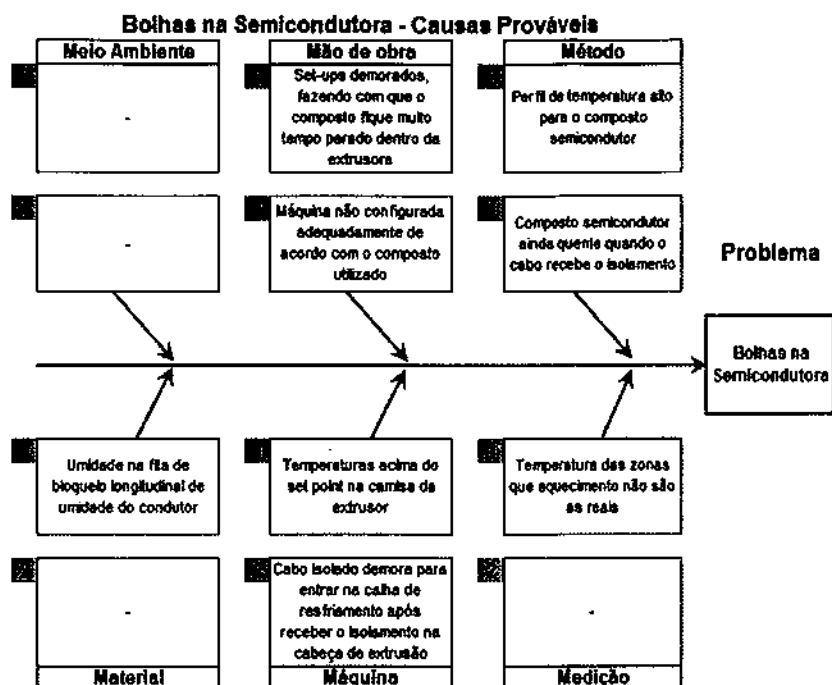 Bolhas na Semicondutora - Causas Prováveis
Meio Ambiente
-
-
Mão de obra
Set-ups demorados,
fazendo com que o
composto fique muito
tempo parado dentro da
extrusora
Máquina não configurada
adequadamente de
acordo com o composto
utilizado
Método
Perfil de temperatura são
para o composto
semicondutor
Composto semicondutor
ainda quente quando o
cabo recebe o isolamento
Problema
Bolhas na
Semicondutora
Umidade na fita de
bloqueio longitudinal de
umidade do condutor
-
Material
Temperaturas acima do
set point na camisa da
extrusor
Cabo isolado demora para
entrar na calha de
resfriamento após
receber o isolamento na
cabeça de extrusão
Máquina
Temperatura das zonas
que aquecimento não são
as reais
-
Medição